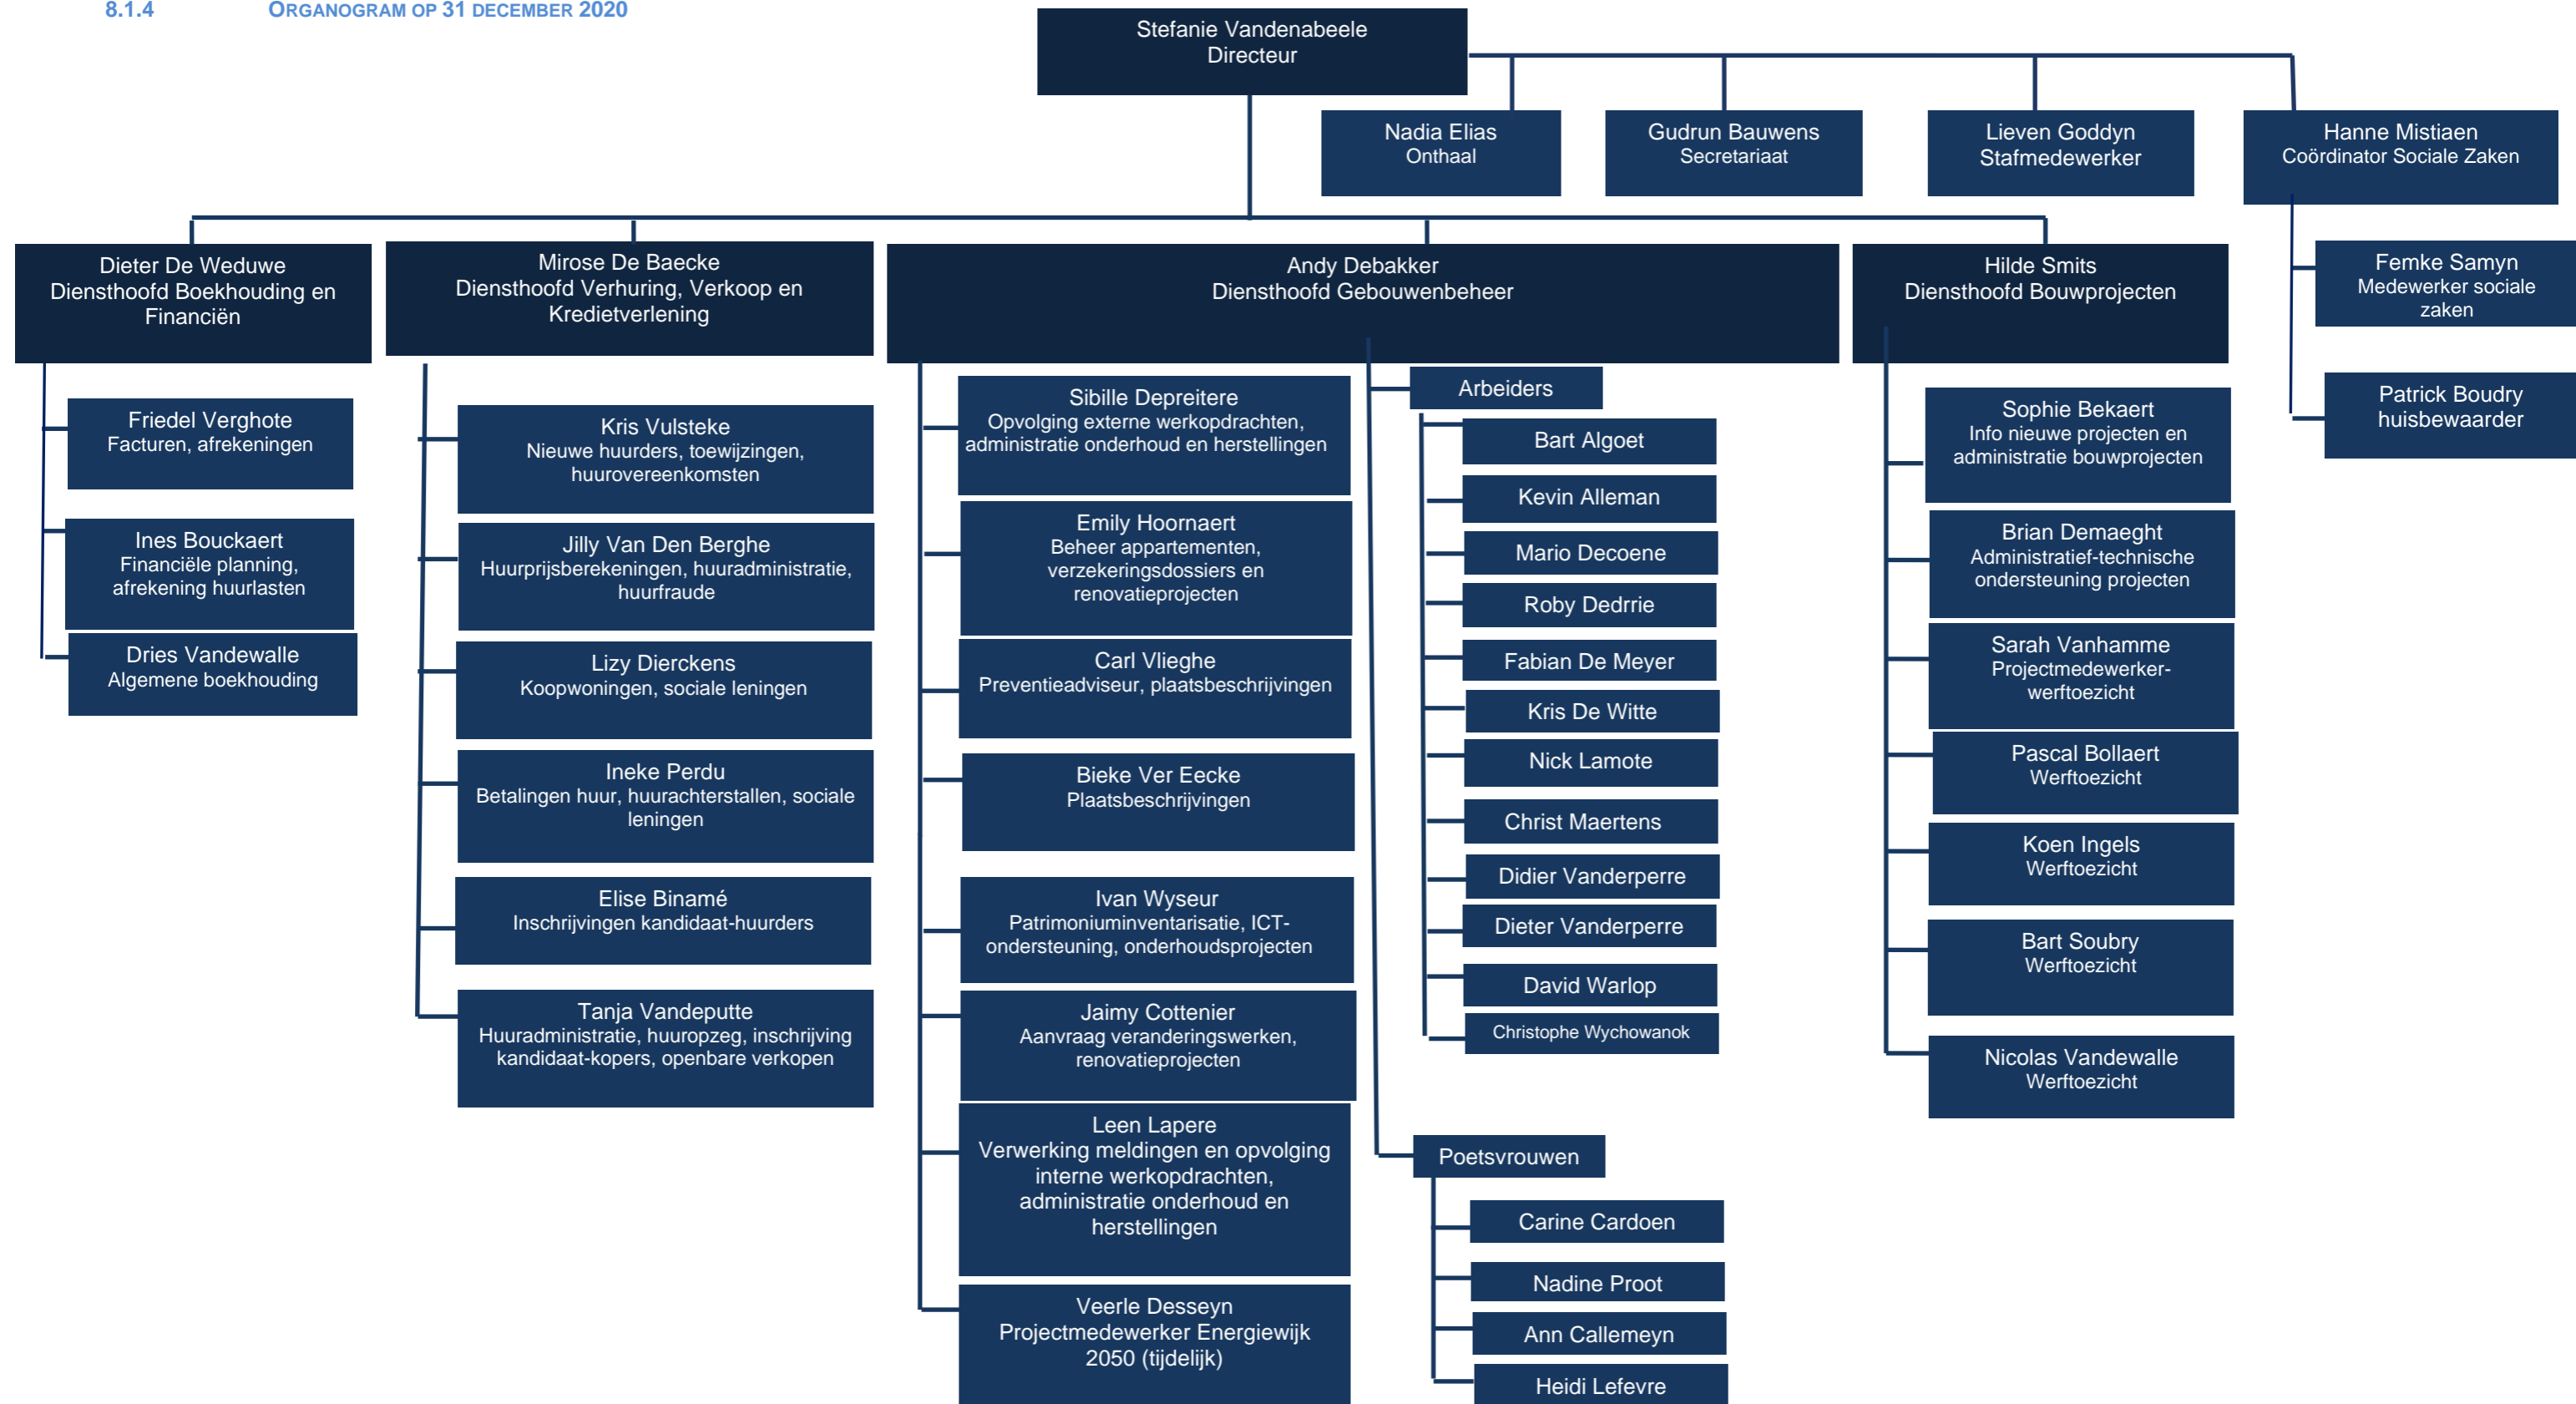 8.1.4 ORGANOGRAM OP 31 DECEMBER 2020
Stefanie Vandenabeele
Directeur
Nadia Elias
Onthaal
Gudrun Bauwens
Secretariaat
Lieven Goddyn
Stafmedewerker
Hanne Mistiaen
Coördinator Sociale Zaken
Femke Samyn
Medewerker sociale
zaken
Patrick Boudry
huisbewaarder
Dieter De Weduwe
Diensthoofd Boekhouding en
Financiën
Friedel Verghote
Facturen, afrekeningen
Ines Bouckaert
Financiële planning,
afrekening huurlasten
Dries Vandewalle
Algemene boekhouding
Mirose De Baecke
Diensthoofd Verhuring, Verkoop en
Kredietverlening
Kris Vulsteke
Nieuwe huurders, toewijzingen,
huurovereenkomsten
Jilly Van Den Berghe
Huurprijsberekeningen, huuradministratie,
huurfraude
Lizy Dierckens
Koopwoningen, sociale leningen
Ineke Perdu
Betalingen huur, huurachterstallen, sociale
leningen
Elise Binamé
Inschrijvingen kandidaat-huurders
Tanja Vandeputte
Huuradministratie, huuropzeg, inschrijving
kandidaat-kopers, openbare verkopen
Andy Debakker
Diensthoofd Gebouwenbeheer
Sibille Depreitere
Opvolging externe werkopdrachten,
administratie onderhoud en herstellingen
Emily Hoornaert
Beheer appartementen,
verzekeringsdossiers en
renovatieprojecten
Carl Vlieghe
Preventieadviseur, plaatsbeschrijvingen
Bieke Ver Eecke
Plaatsbeschrijvingen
Ivan Wyseur
Patrimoniuminventarisatie, ICT-
ondersteuning, onderhoudsprojecten
Jaimy Cottenier
Aanvraag veranderingswerken,
renovatieprojecten
Leen Lapere
Verwerking meldingen en opvolging
interne werkopdrachten,
administratie onderhoud en
herstellingen
Veerle Desseyn
Projectmedewerker Energiewijk
2050 (tijdelijk)
Arbeiders
Bart Algoet
Kevin Alleman
Mario Decoene
Roby Dedrrie
Fabian De Meyer
Kris De Witte
Nick Lamote
Christ Maertens
Didier Vanderperre
Dieter Vanderperre
David Warlop
Christophe Wychowanok
Poetsvrouwen
Carine Cardoen
Nadine Proot
Ann Callemeyn
Heidi Lefevre
Hilde Smits
Diensthoofd Bouwprojecten
Sophie Bekaert
Info nieuwe projecten en
administratie bouwprojecten
Brian Demaeght
Administratief-technische
ondersteuning projecten
Sarah Vanhamme
Projectmedewerker-
werftoezicht
Pascal Bollaert
Werftoezicht
Koen Ingels
Werftoezicht
Bart Soubry
Werftoezicht
Nicolas Vandewalle
Werftoezicht